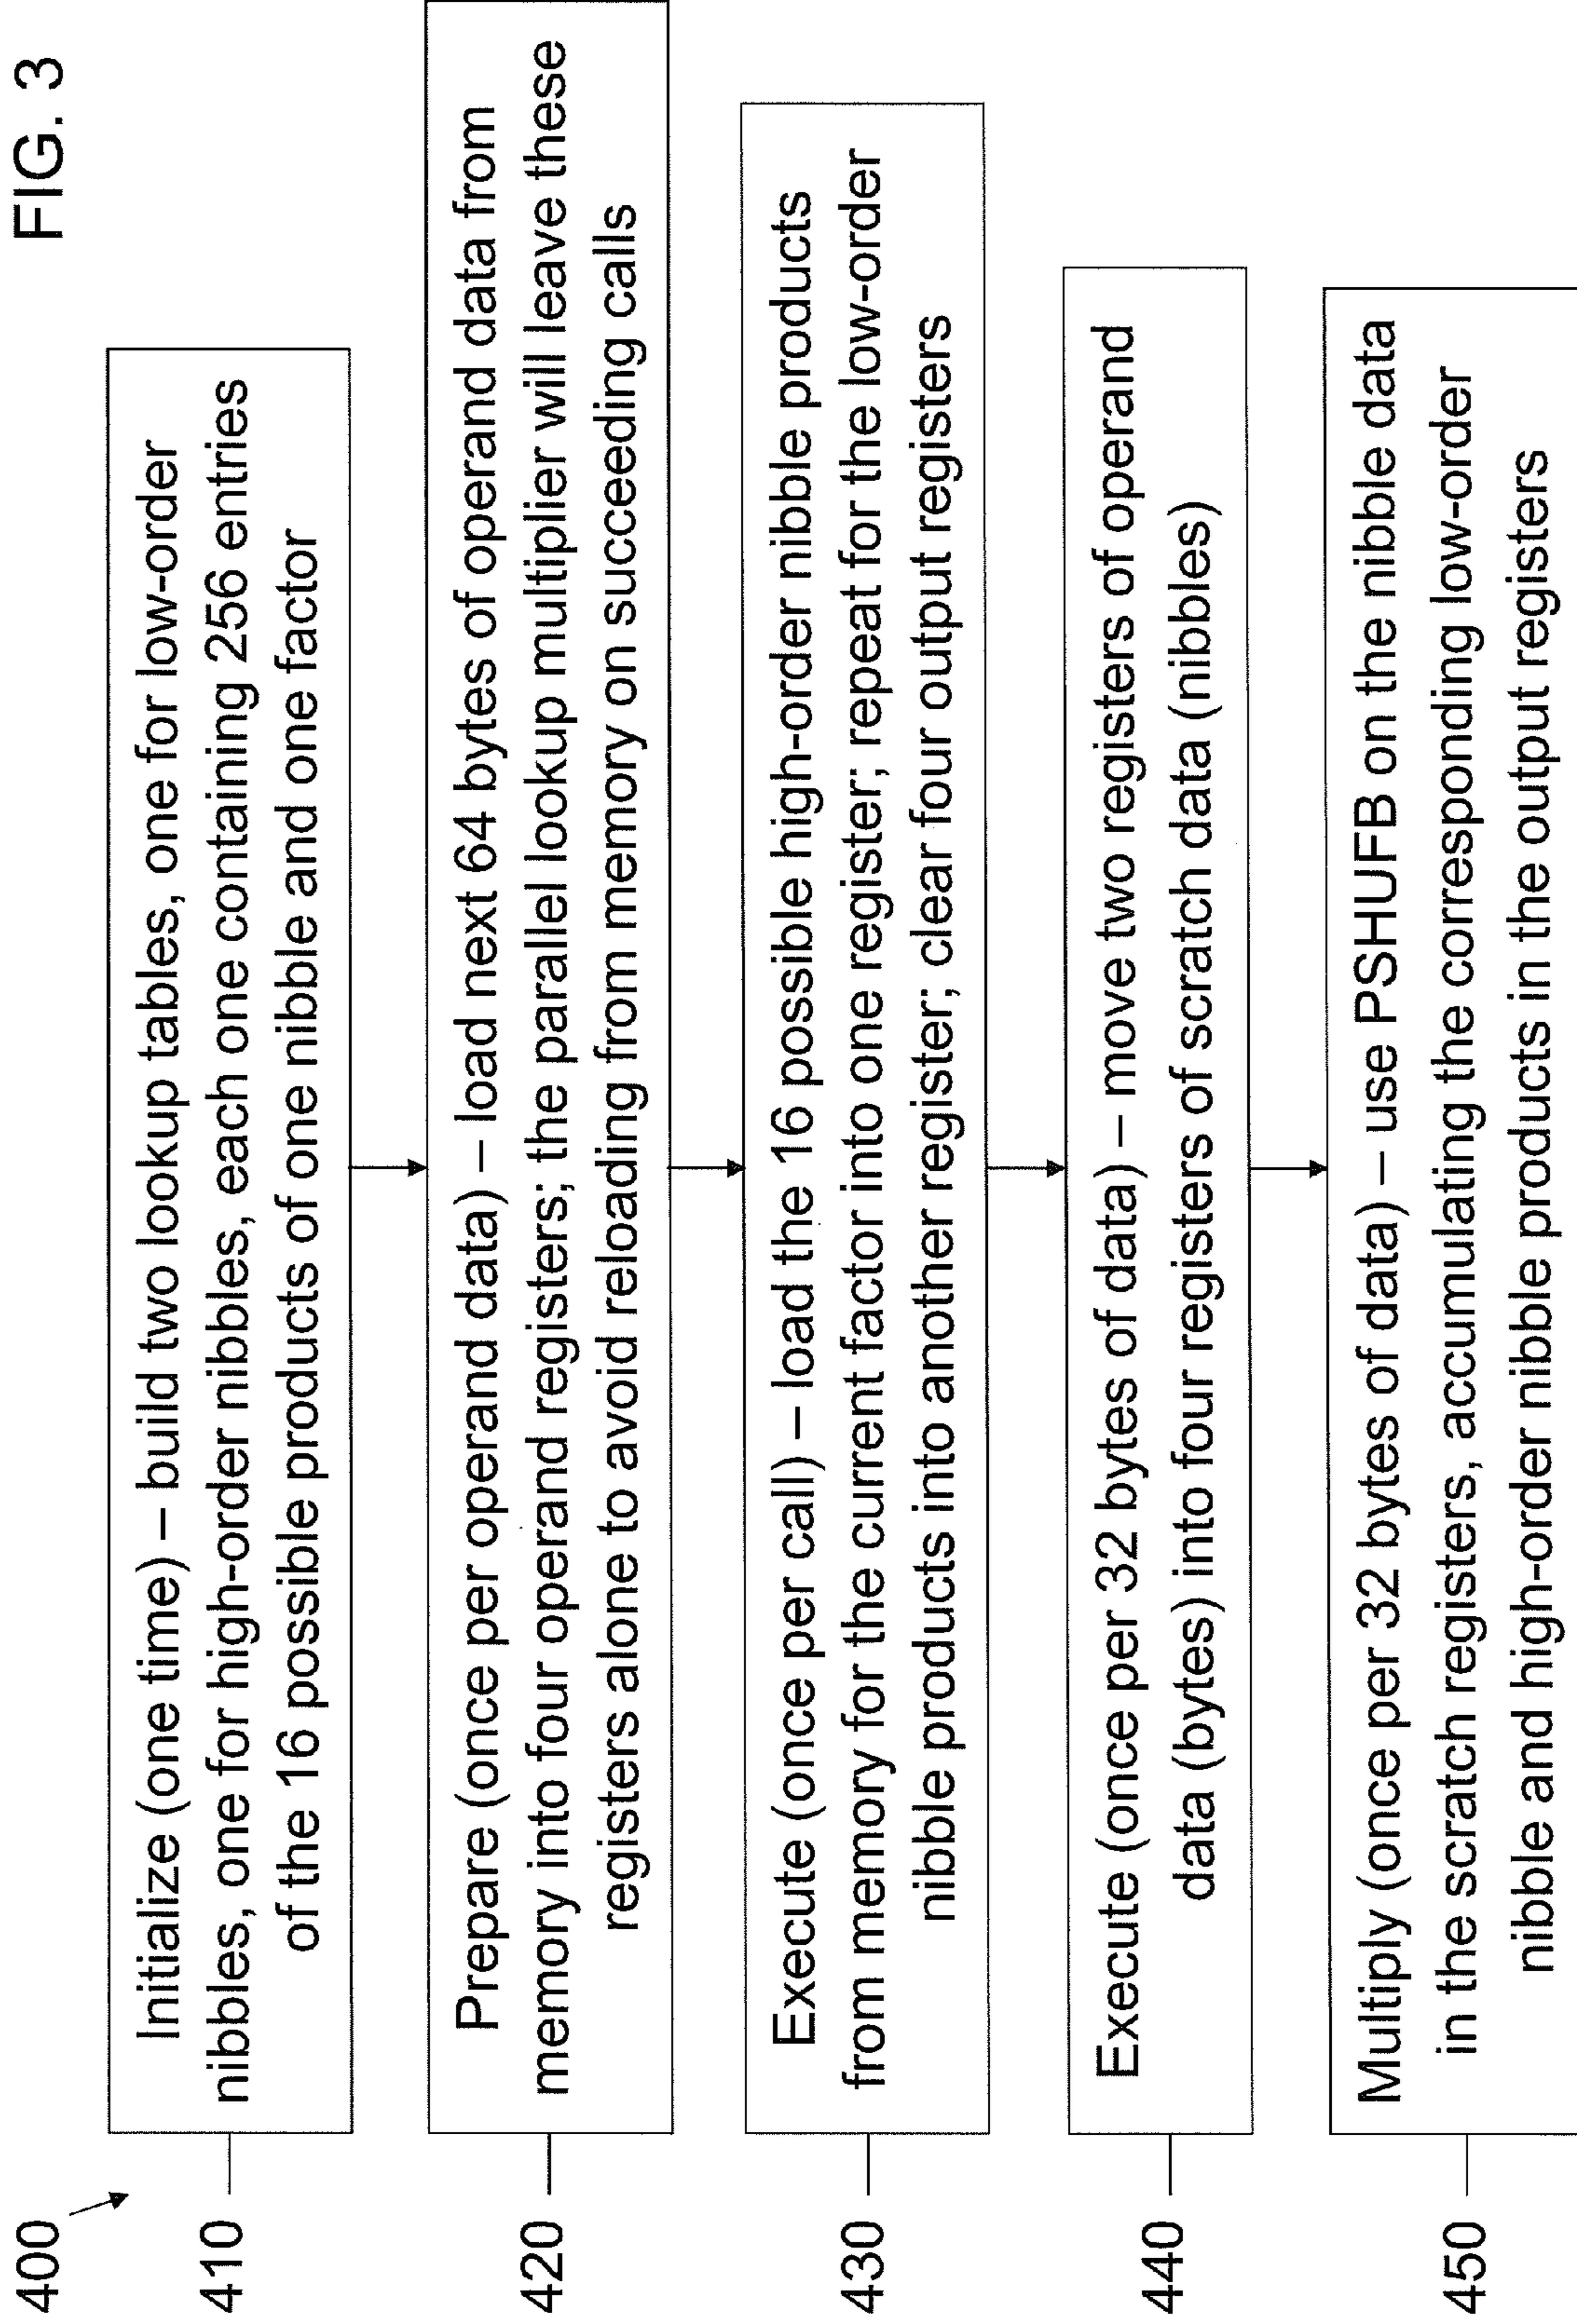 FIG. 3
400
410
Initialize (one time) – build two lookup tables, one for low-order
nibbles, one for high-order nibbles, each one containing 256 entries
of the 16 possible products of one nibble and one factor
420
Prepare (once per operand data) – load next 64 bytes of operand data from
memory into four operand registers; the parallel lookup multiplier will leave these
registers alone to avoid reloading from memory on succeeding calls
430
Execute (once per call) – load the 16 possible high-order nibble products
from memory for the current factor into one register; repeat for the low-order
nibble products into another register; clear four output registers
440
Execute (once per 32 bytes of data) – move two registers of operand
data (bytes) into four registers of scratch data (nibbles)
450
Multiply (once per 32 bytes of data) – use PSHUFB on the nibble data
in the scratch registers, accumulating the corresponding low-order
nibble and high-order nibble products in the output registers